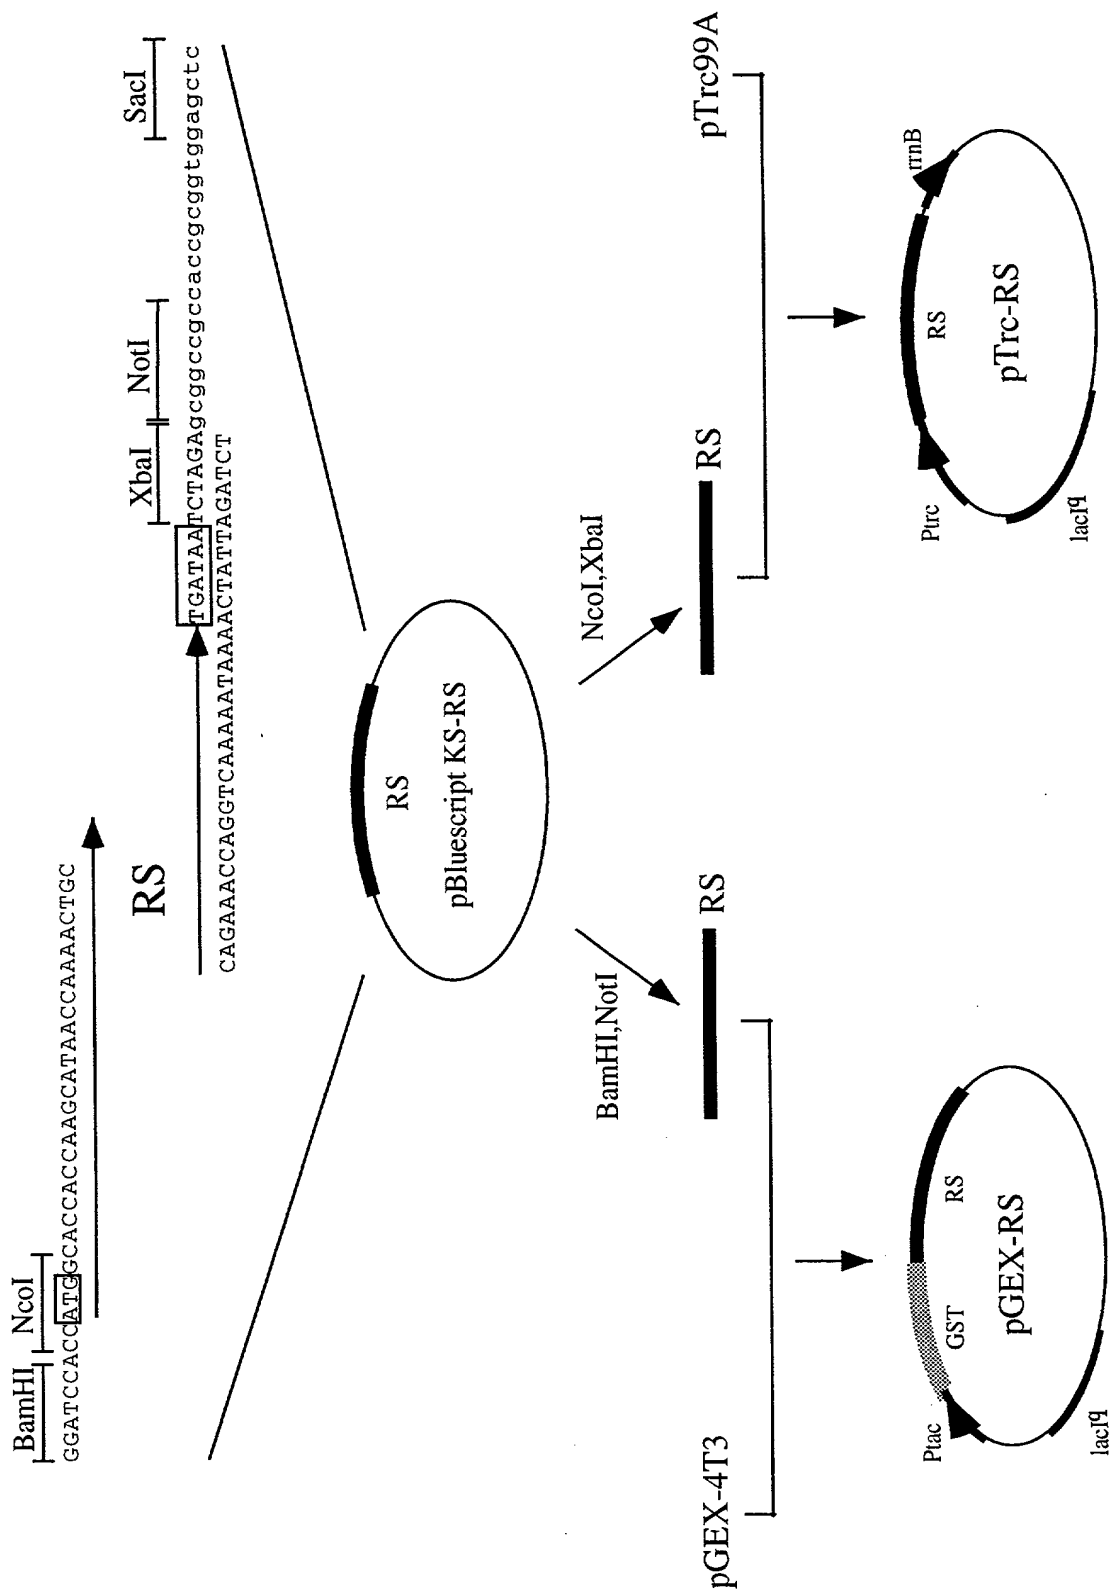 BamHI NcoI
GGATCCACCATGGCACCACCAAGCATAACCAAAACTGC
RS
XbaI NotI SacI
TGATAATCTAGAgcggccgccaccgcggtggagctc
CAGAAACCAGGTCAAAAATAAAACTATTAGATCT
RS
pBluescript KS-RS
BamHI,NotI
NcoI,XbaI
RS
RS
pGEX-4T3
pTrc99A
Ptac
GST
RS
pGEX-RS
lacIq
Ptrc
RS
rrnB
pTrc-RS
lacIq